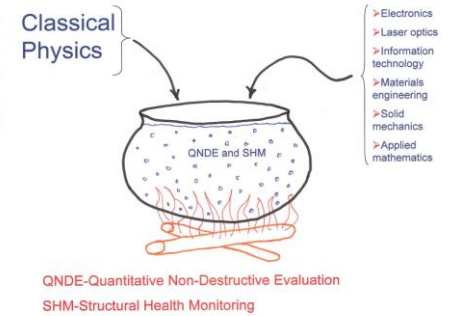 Classical
Physics
➢Electronics
➢Laser optics
➢Information
technology
➢Materials
engineering
➢Solid
mechanics
➢Applied
mathematics
QNDE and SHM
QNDE-Quantitative Non-Destructive Evaluation
SHM-Structural Health Monitoring